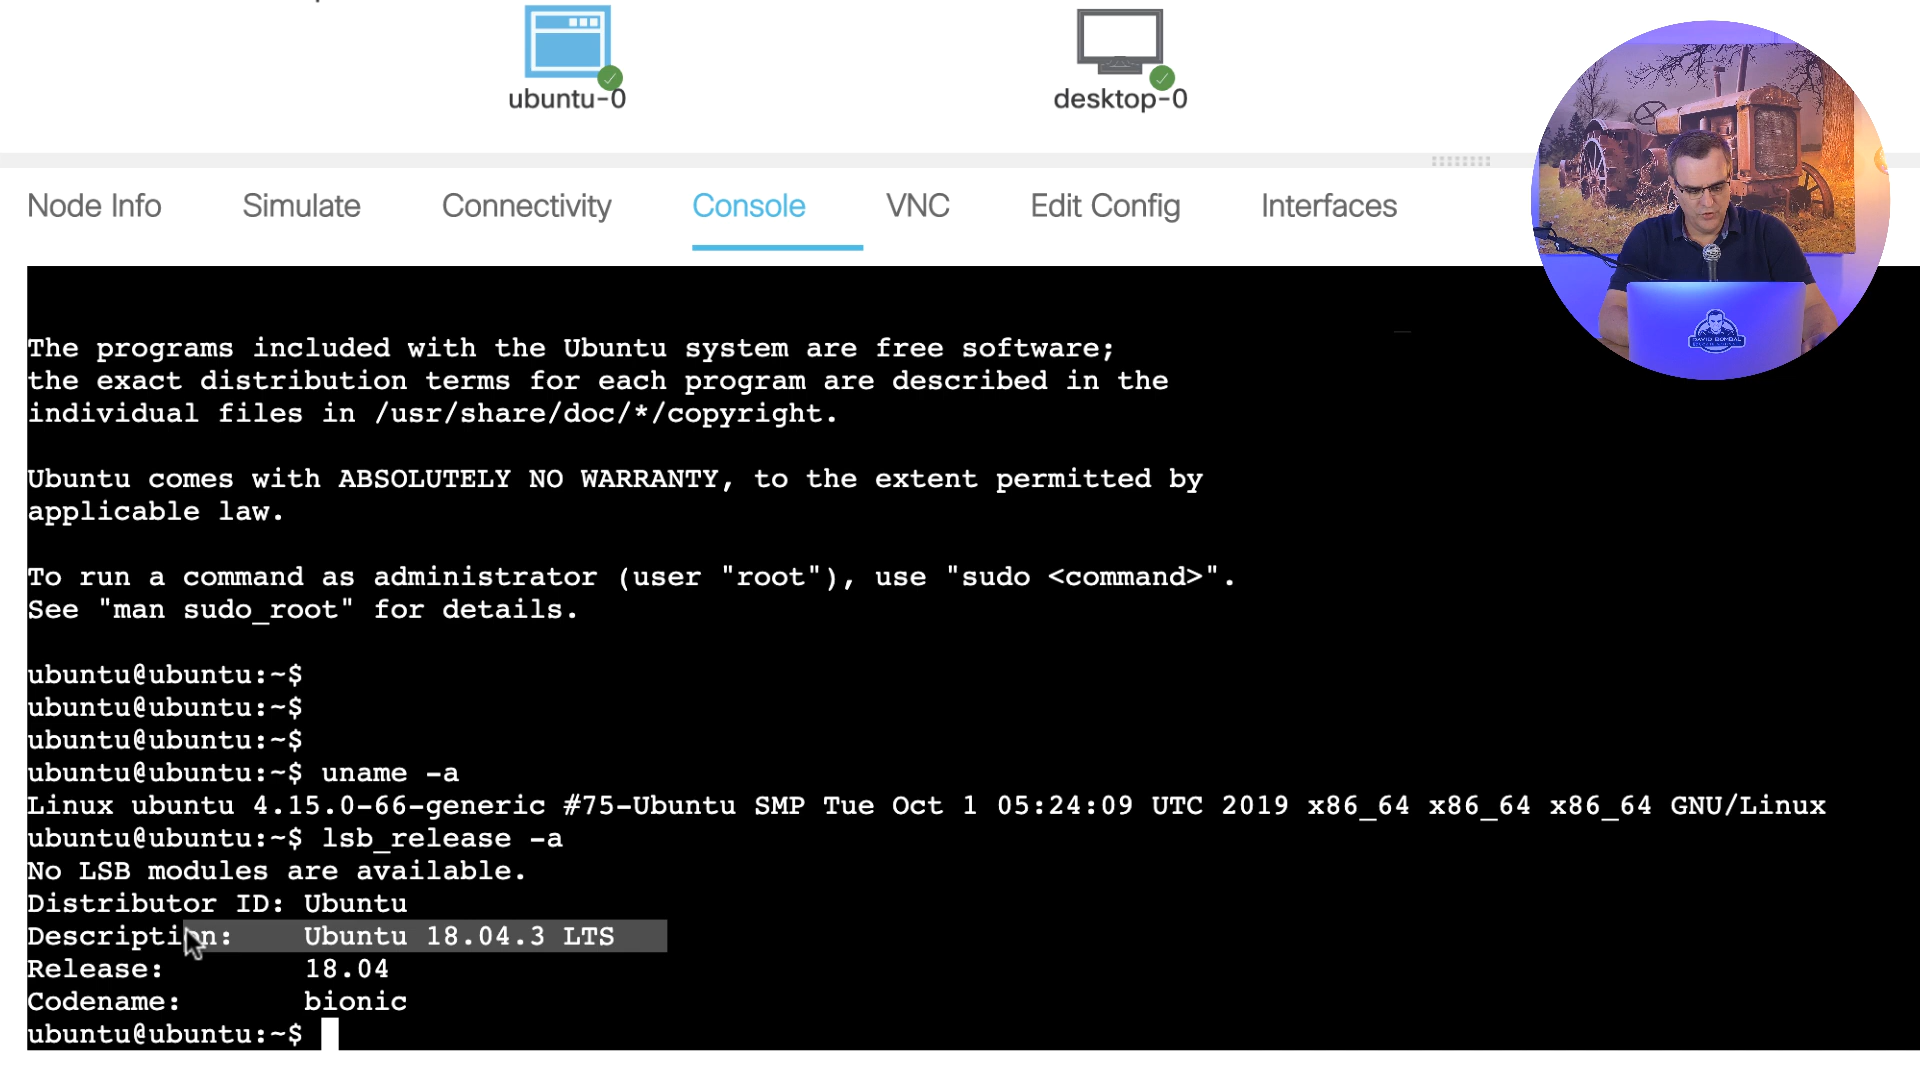 ubuntu-0
desktop-0
Node Info Simulate Connectivity Console VNC Edit Config Interfaces
DAVID BOMBAL
The programs included with the Ubuntu system are free software;
the exact distribution terms for each program are described in the
individual files in /usr/share/doc/*/copyright.
Ubuntu comes with ABSOLUTELY NO WARRANTY, to the extent permitted by
applicable law.
To run a command as administrator (user "root"), use "sudo <command>".
See "man sudo_root" for details.
ubuntu@ubuntu:~$
ubuntu@ubuntu:~$
ubuntu@ubuntu:~$
ubuntu@ubuntu:~$ uname -a
Linux ubuntu 4.15.0-66-generic #75-Ubuntu SMP Tue Oct 1 05:24:09 UTC 2019 x86_64 x86_64 x86_64 GNU/Linux
ubuntu@ubuntu:~$ lsb_release -a
No LSB modules are available.
Distributor ID: Ubuntu
Description: Ubuntu 18.04.3 LTS
Release: 18.04
Codename: bionic
ubuntu@ubuntu:~$